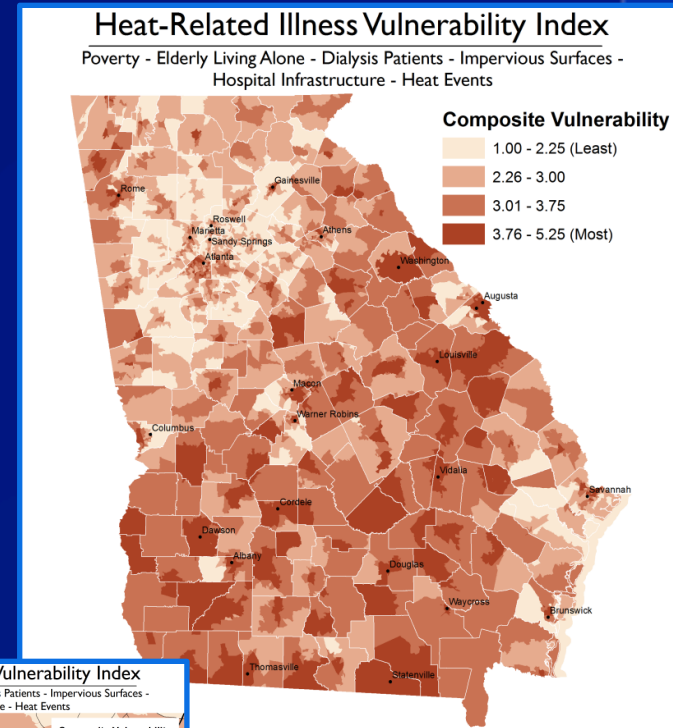 Heat-Related Illness Vulnerability Index
Poverty - Elderly Living Alone - Dialysis Patients - Impervious Surfaces -
Hospital Infrastructure - Heat Events
Composite Vulnerability
1.00 - 2.25 (Least)
2.26 - 3.00
3.01 - 3.75
3.76 - 5.25 (Most)
Gainesville
Rome
Roswell
Marietta
Athens
Sandy Springs
Atlanta
Washington
Augusta
Louisville
Macon
Warner Robins
Columbus
Vidalia
Savannah
Cordele
Dawson
Albany
Douglas
Waycross
Brunswick
Thomasville
Statenville
Vulnerability Index
Patients - Impervious Surfaces -
e - Heat Events